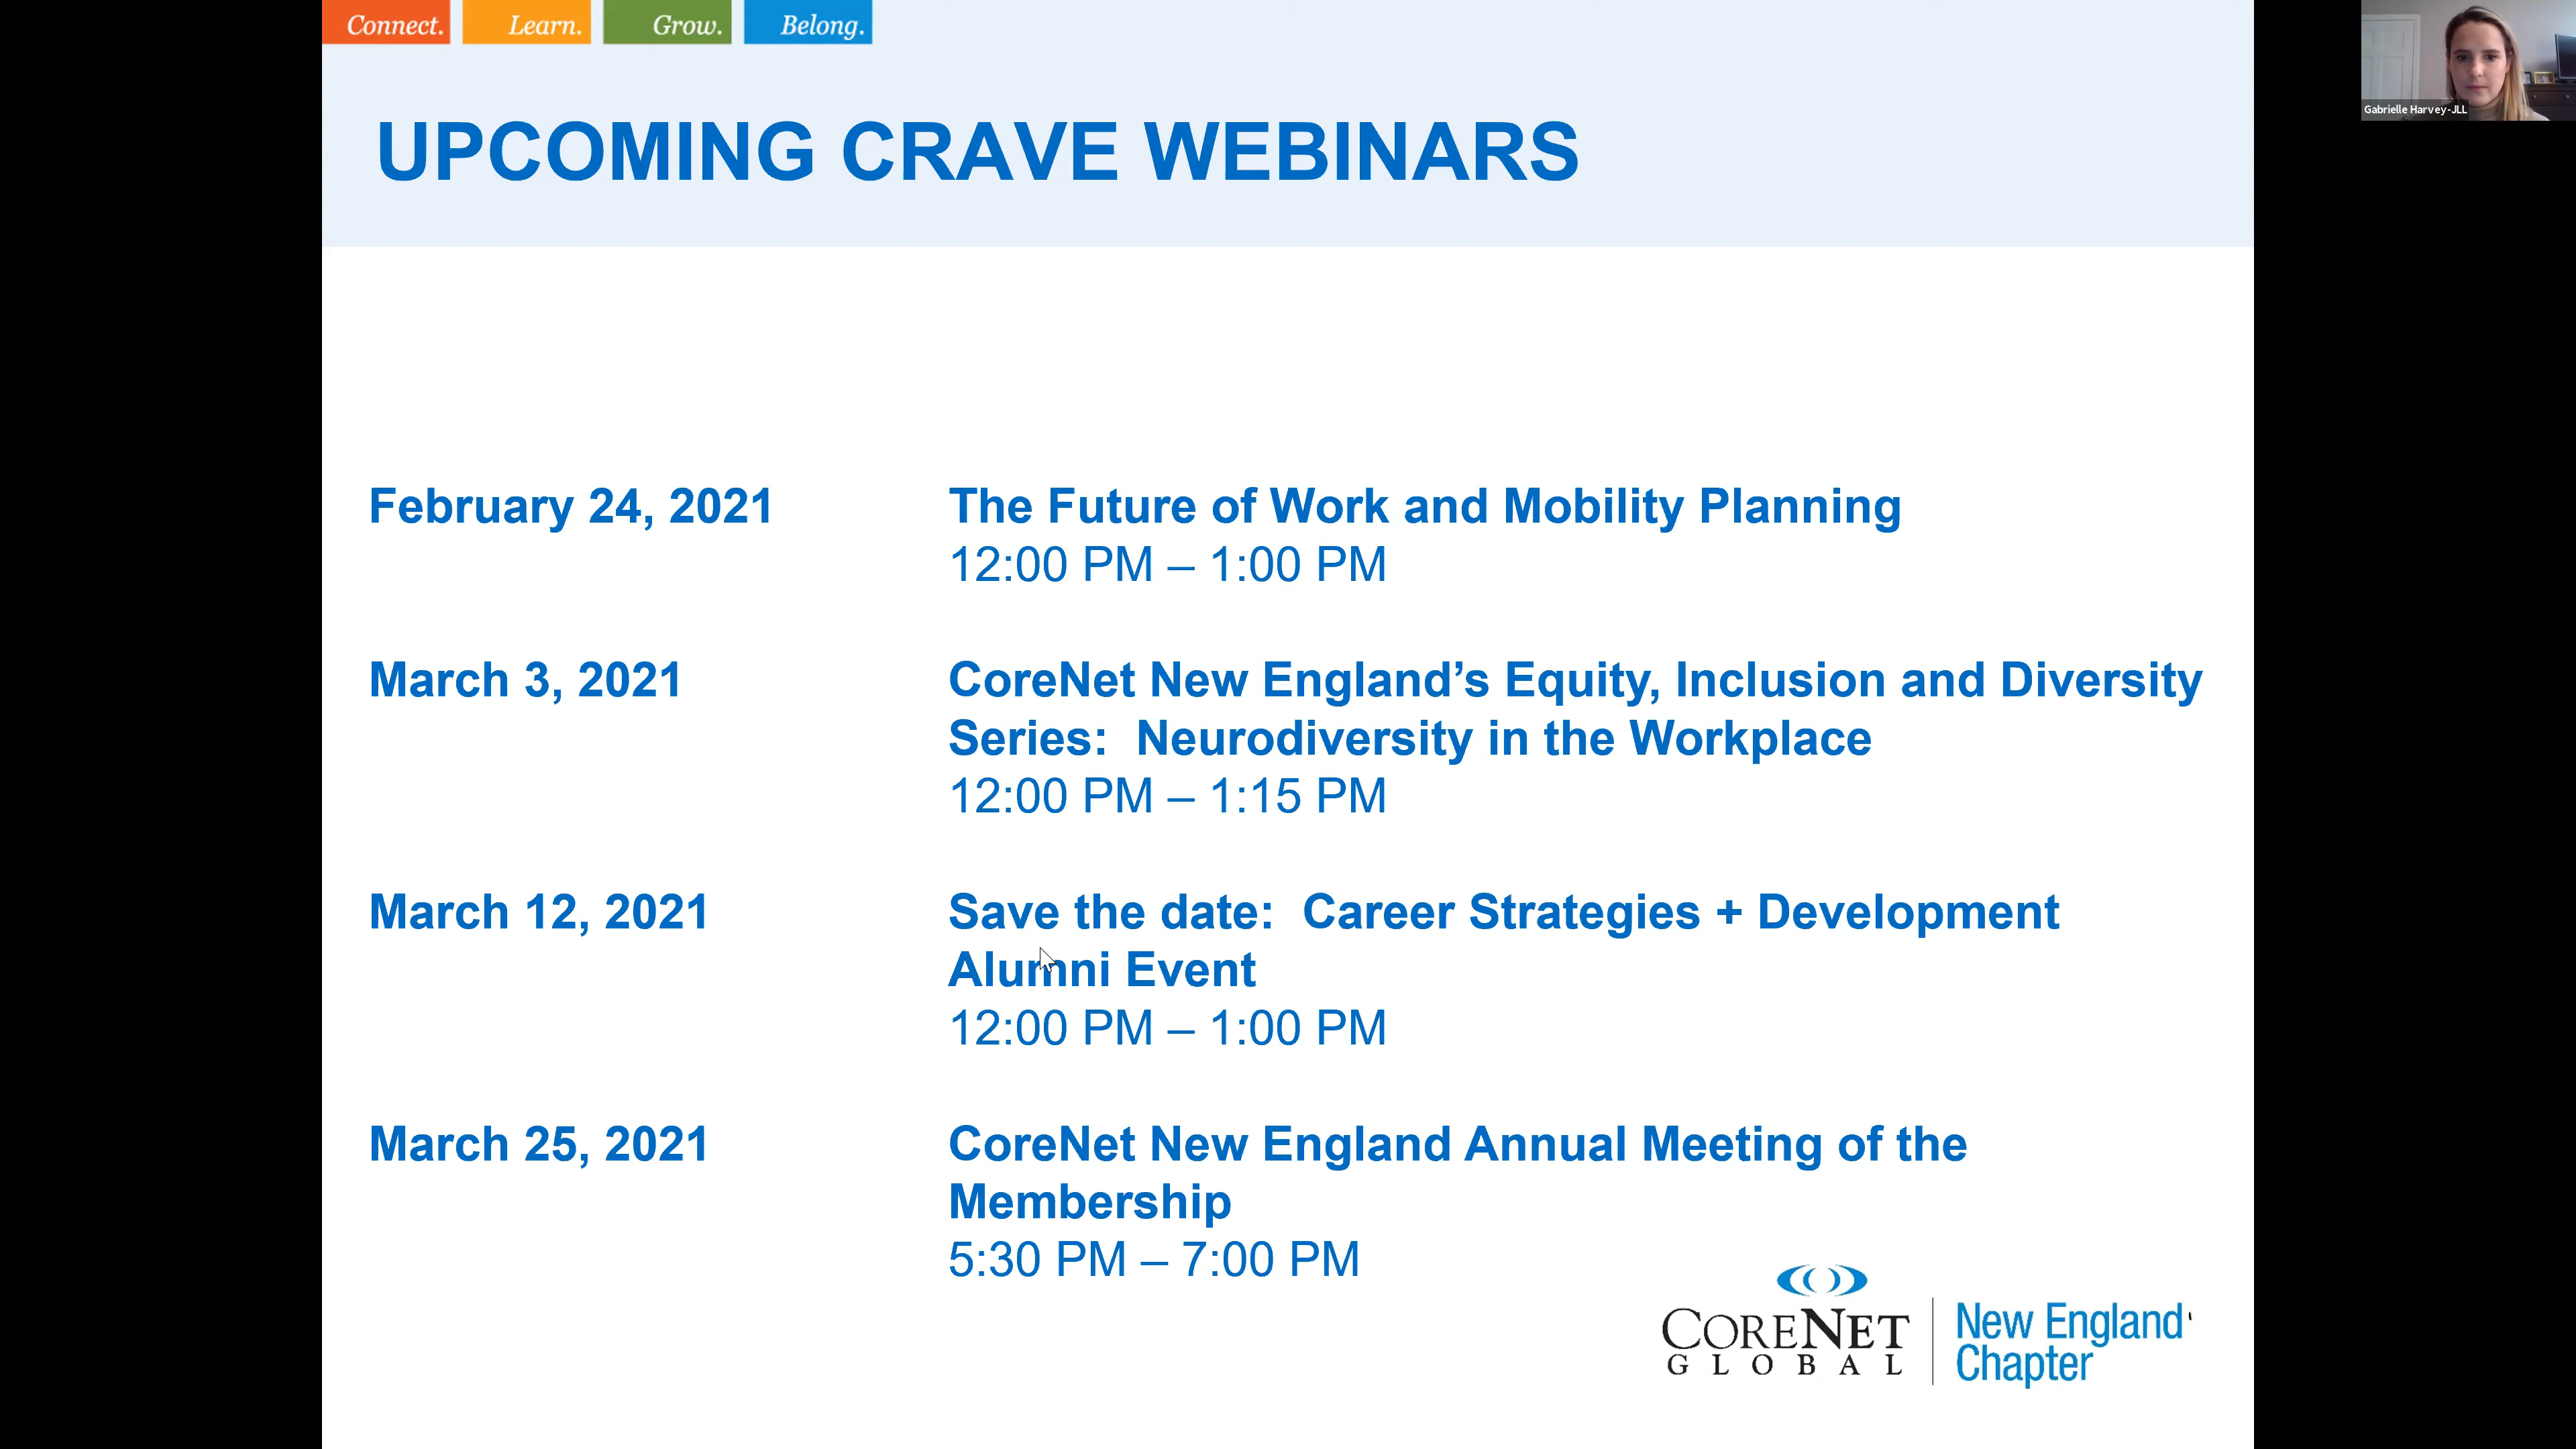 Connect. Learn. Grow. Belong.
Gabrielle Harvey-JLL
UPCOMING CRAVE WEBINARS
February 24, 2021 The Future of Work and Mobility Planning
12:00 PM – 1:00 PM
March 3, 2021 CoreNet New England’s Equity, Inclusion and Diversity
Series: Neurodiversity in the Workplace
12:00 PM – 1:15 PM
March 12, 2021 Save the date: Career Strategies + Development
Alumni Event
12:00 PM – 1:00 PM
March 25, 2021 CoreNet New England Annual Meeting of the
Membership
5:30 PM – 7:00 PM
CORENET New England
GLOBAL Chapter